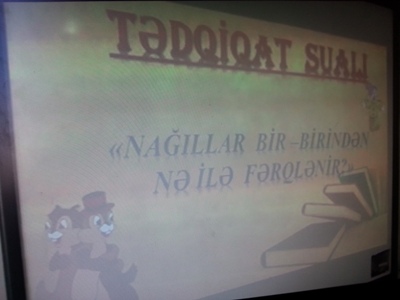 TƏDQİQAT SUALI
«NAĞILLAR BİR-BİRİNDƏN
NƏ İLƏ FƏRQLƏNİR?»